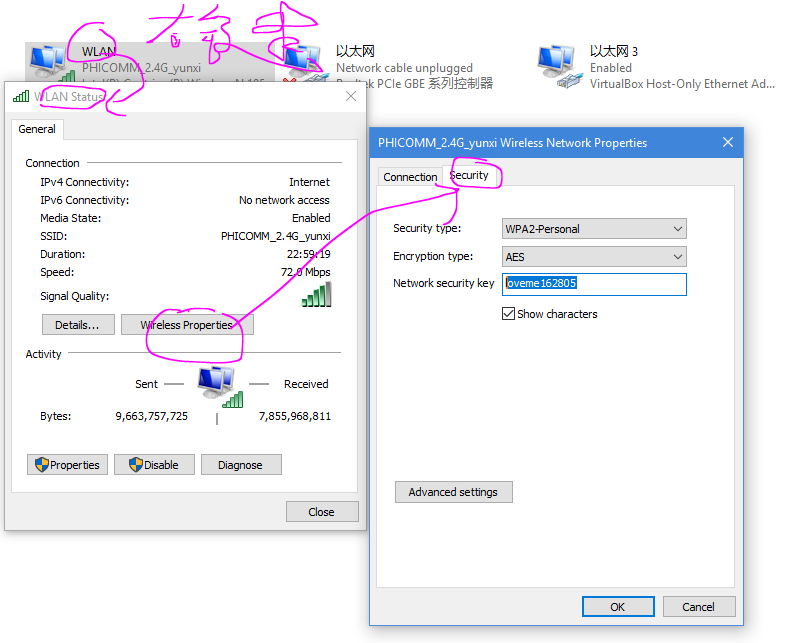 WLAN
PHICOMM_2.4G_yunxi
以太网
Network cable unplugged
PCIe GBE 系列控制器
以太网 3
Enabled
VirtualBox Host-Only Ethernet Ad...
WLAN Status
General
Connection
IPv4 Connectivity: Internet
IPv6 Connectivity: No network access
Media State: Enabled
SSID: PHICOMM_2.4G_yunxi
Duration: 22:59:19
Speed: 72.0 Mbps
Signal Quality:
Details... Wireless Properties
Activity
Sent Received
Bytes: 9,663,757,725 7,855,968,811
Properties Disable Diagnose
Close
PHICOMM_2.4G_yunxi Wireless Network Properties
Connection Security
Security type: WPA2-Personal
Encryption type: AES
Network security key loveme162805
Show characters
Advanced settings
OK Cancel